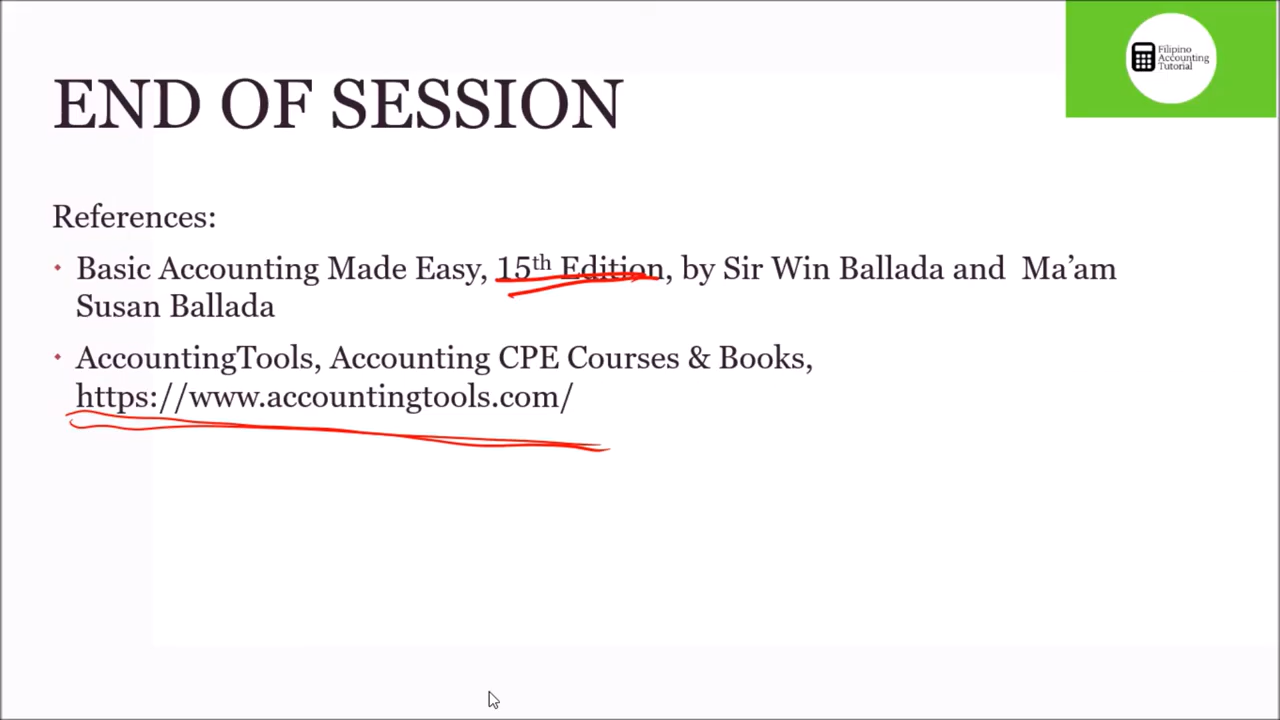 Filipino
Accounting
Tutorial
END OF SESSION
References:
Basic Accounting Made Easy, 15th Edition, by Sir Win Ballada and Ma’am
Susan Ballada
AccountingTools, Accounting CPE Courses & Books,
https://www.accountingtools.com/